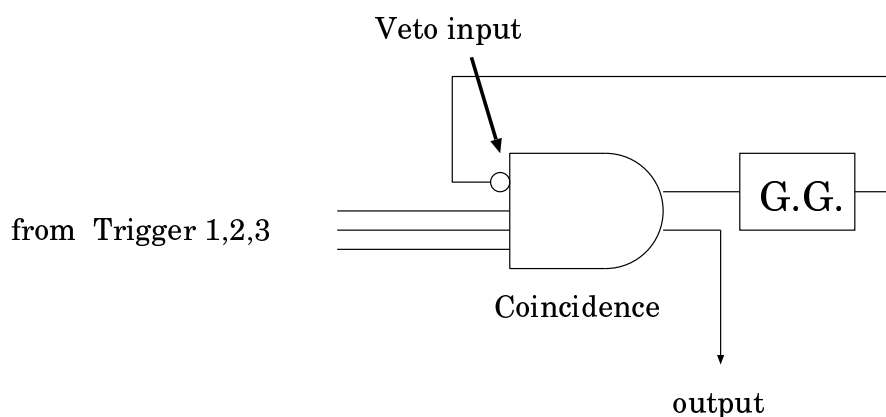 Veto input
G.G.
from Trigger 1,2,3
Coincidence
output